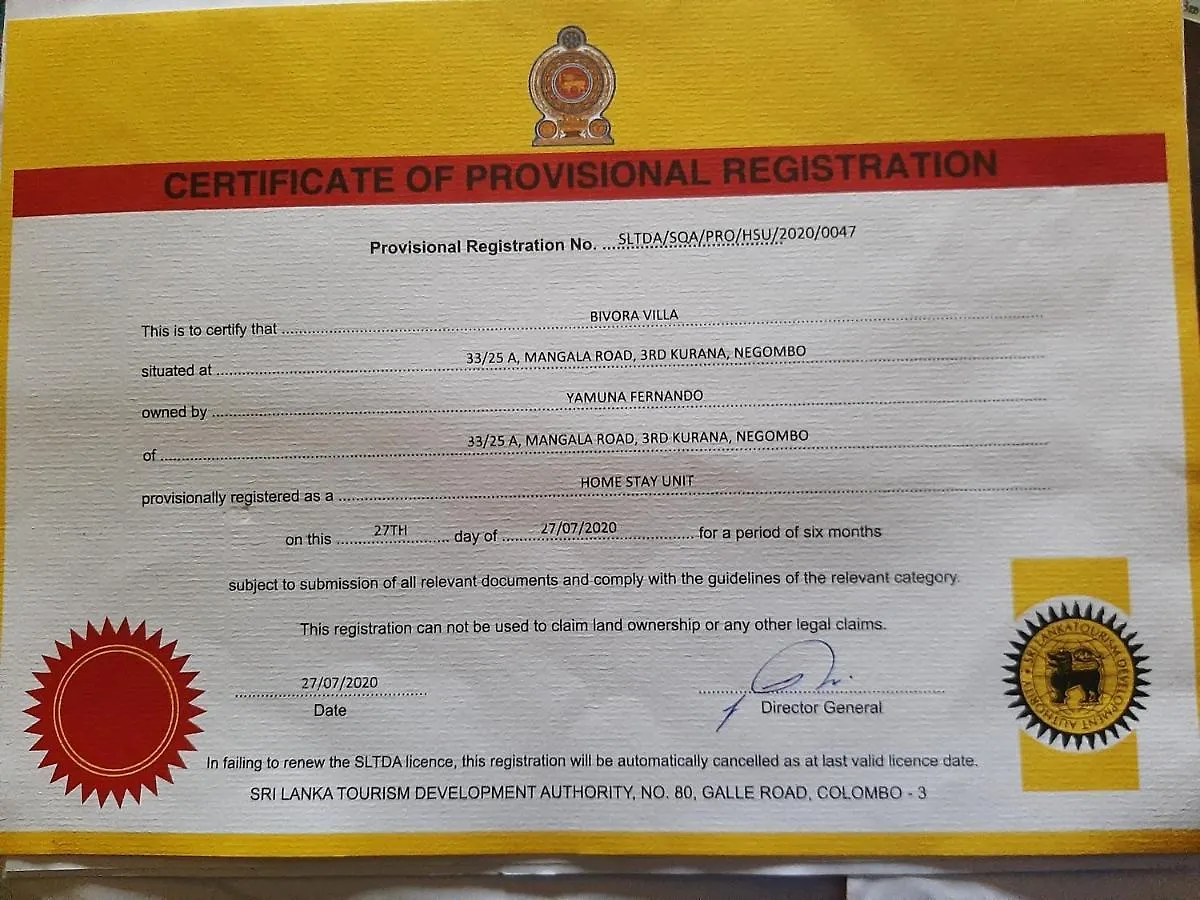 CERTIFICATE OF PROVISIONAL REGISTRATION
Provisional Registration No. ...SLTDA/SQA/PRO/HSU/2020/0047
This is to certify that BIVORA VILLA
situated at 33/25 A, MANGALA ROAD, 3RD KURANA, NEGOMBO
owned by YAMUNA FERNANDO
of 33/25 A, MANGALA ROAD, 3RD KURANA, NEGOMBO
provisionally registered as a HOME STAY UNIT
on this 27TH day of 27/07/2020 for a period of six months
subject to submission of all relevant documents and comply with the guidelines of the relevant category.
This registration can not be used to claim land ownership or any other legal claims.
27/07/2020
Date
Director General
SRI LANKA TOURISM DEVELOPMENT AUTHORITY
In failing to renew the SLTDA licence, this registration will be automatically cancelled as at last valid licence date.
SRI LANKA TOURISM DEVELOPMENT AUTHORITY, NO. 80, GALLE ROAD, COLOMBO - 3